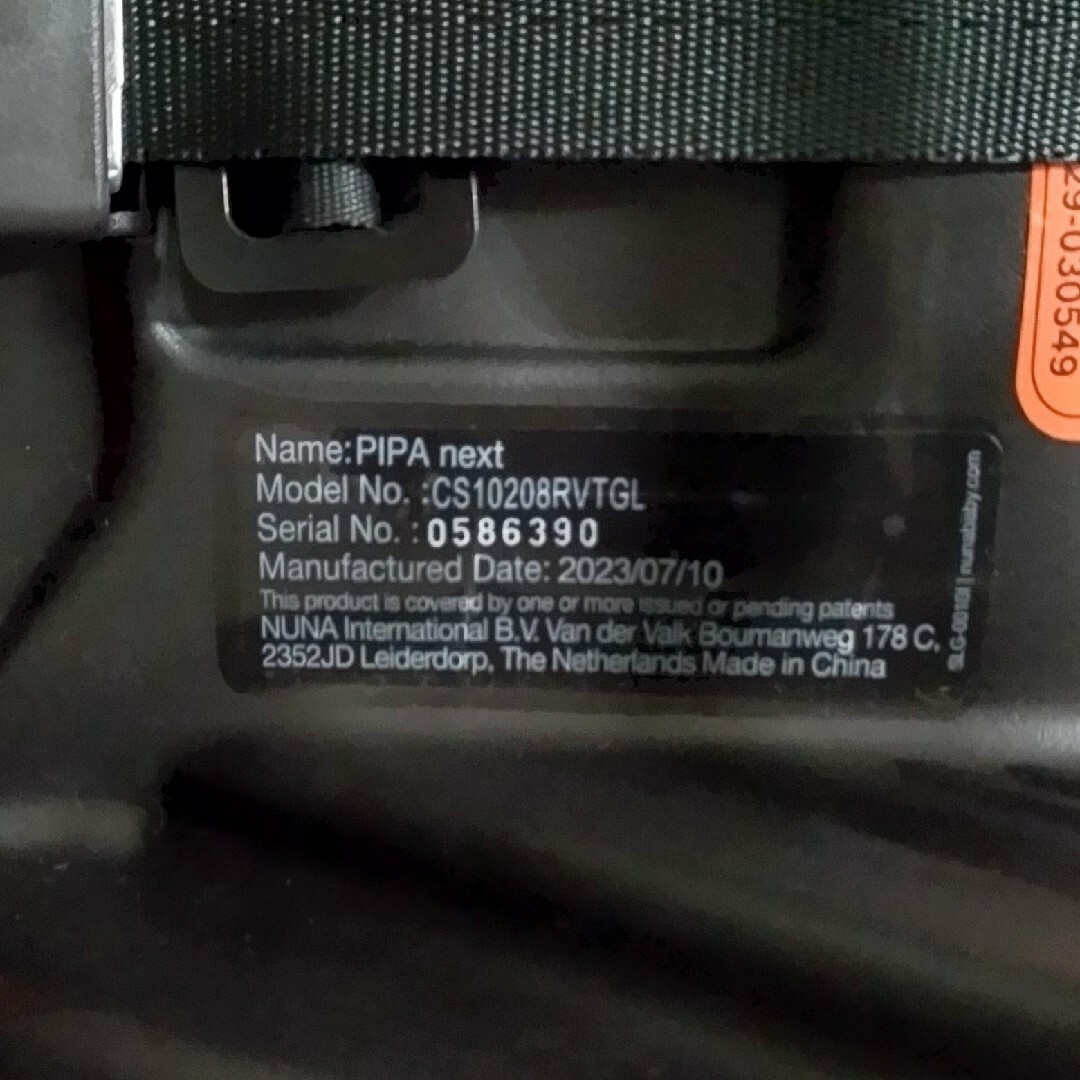 29-030549
Name: PIPA next
Model No. :CS10208RVTGL
Serial No. : 0586390
Manufactured Date: 2023/07/10
This product is covered by one or more issued or pending patents
NUNA International B.V. Van der Valk Boumanweg 178 C,
2352JD Leiderdorp, The Netherlands Made in China
nunababy.com